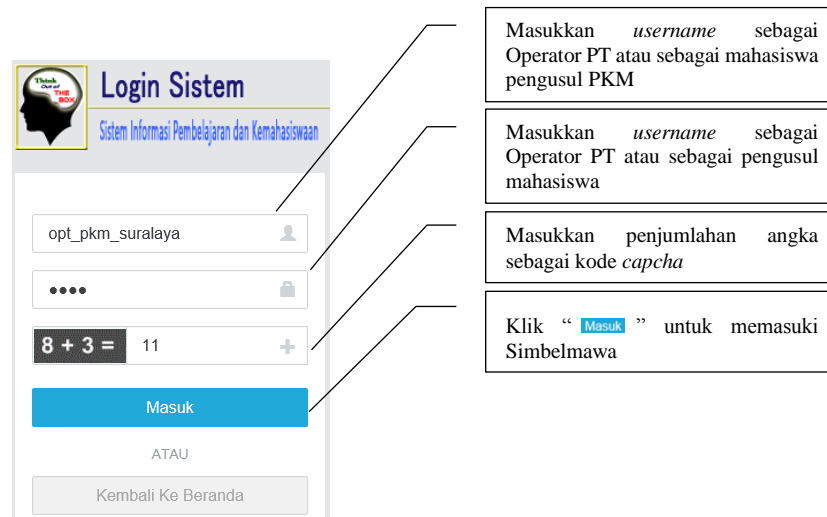 Think
Out of
THE
BOX
Login Sistem
Sistem Informasi Pembelajaran dan Kemahasiswaan
opt_pkm_suralaya
8 + 3 =
11
Masuk
ATAU
Kembali Ke Beranda
Masukkan username sebagai
Operator PT atau sebagai mahasiswa
pengusul PKM
Masukkan username sebagai
Operator PT atau sebagai pengusul
mahasiswa
Masukkan penjumlahan angka
sebagai kode capcha
Klik “ Masuk ” untuk memasuki
Simbelmawa